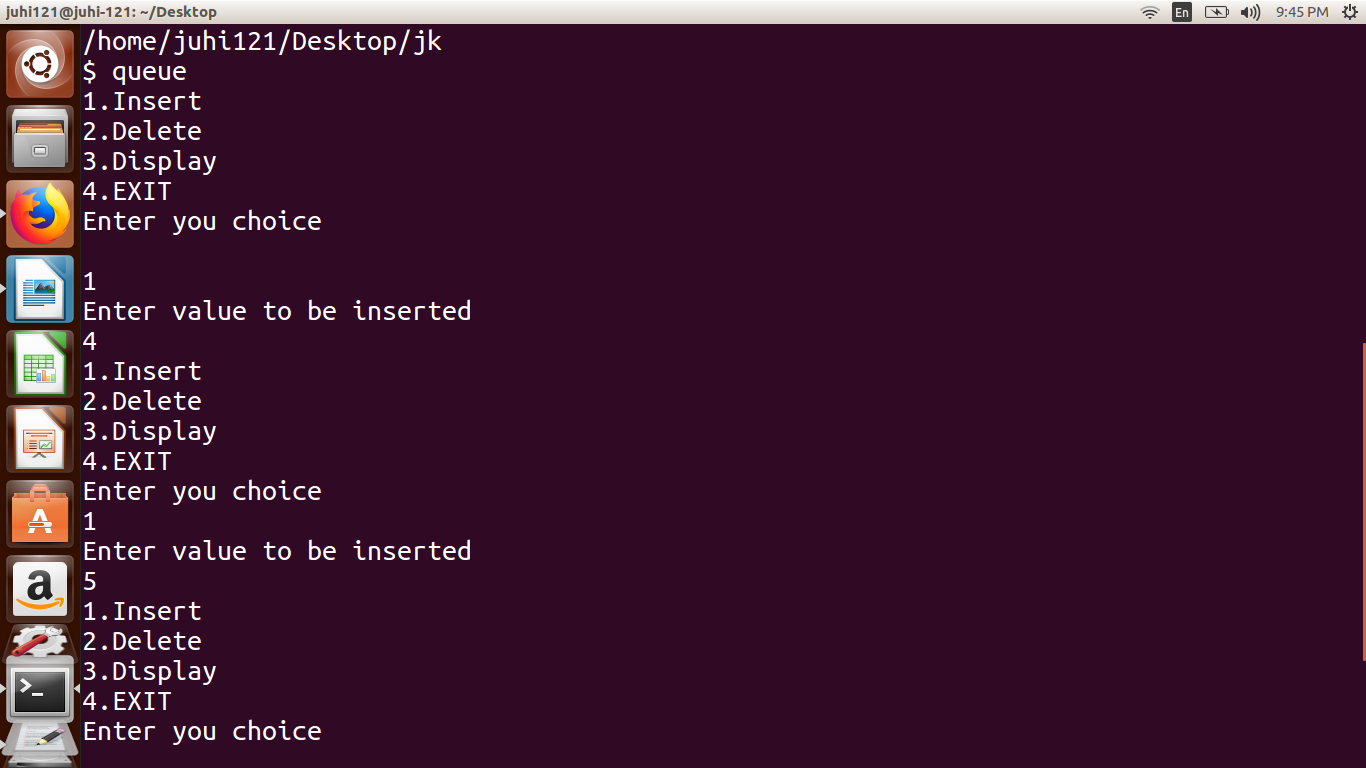 juhi121@juhi-121: ~/Desktop
En
9:45 PM
/home/juhi121/Desktop/jk
$ queue
1.Insert
2.Delete
3.Display
4.EXIT
Enter you choice
1
Enter value to be inserted
4
1.Insert
2.Delete
3.Display
4.EXIT
Enter you choice
1
Enter value to be inserted
5
1.Insert
2.Delete
3.Display
4.EXIT
Enter you choice